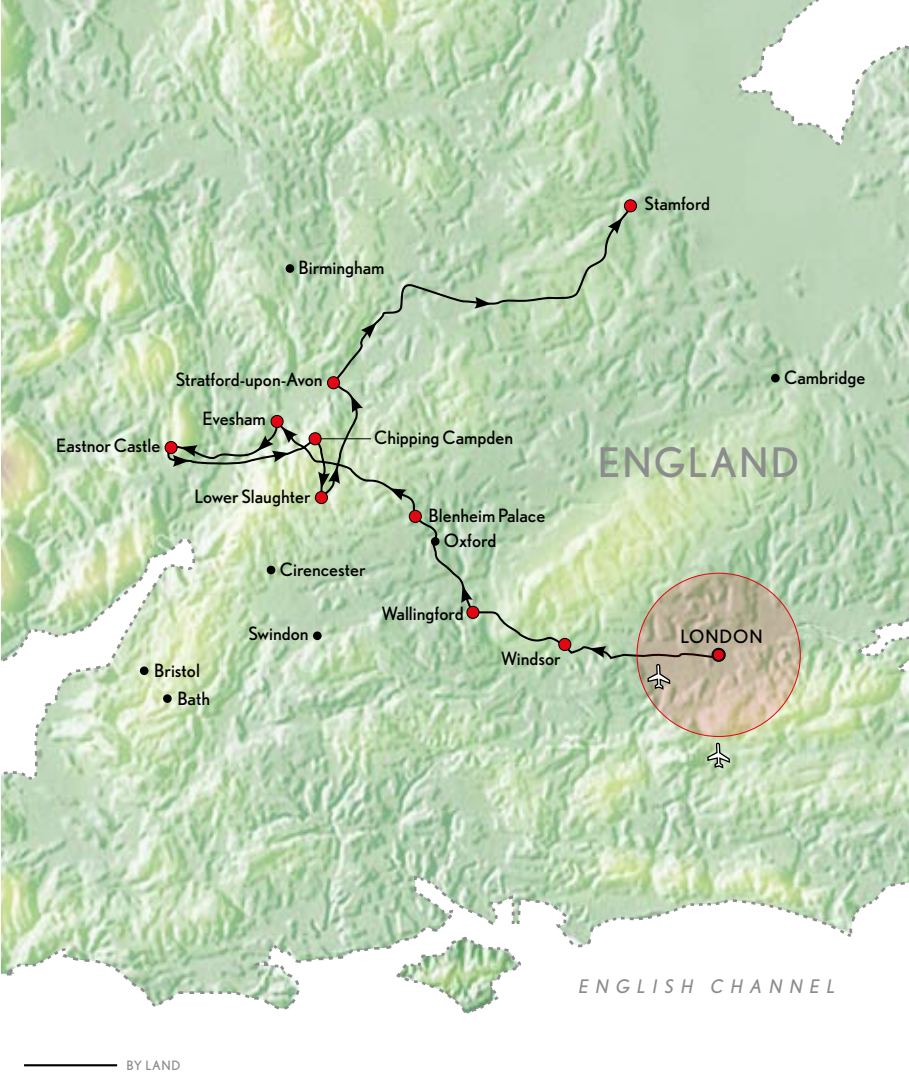 Stamford
Birmingham
Cambridge
Stratford-upon-Avon
Evesham
Chipping Campden
Eastnor Castle
ENGLAND
Lower Slaughter
Blenheim Palace
Oxford
Cirencester
Wallingford
Swindon
LONDON
Windsor
Bristol
Bath
ENGLISH CHANNEL
BY LAND